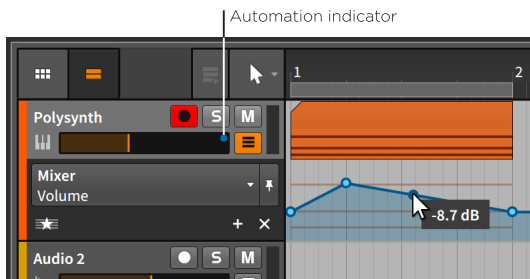 Automation indicator
1
2
Polysynth
S
M
Mixer
Volume
-8.7 dB
Audio 2
S
M